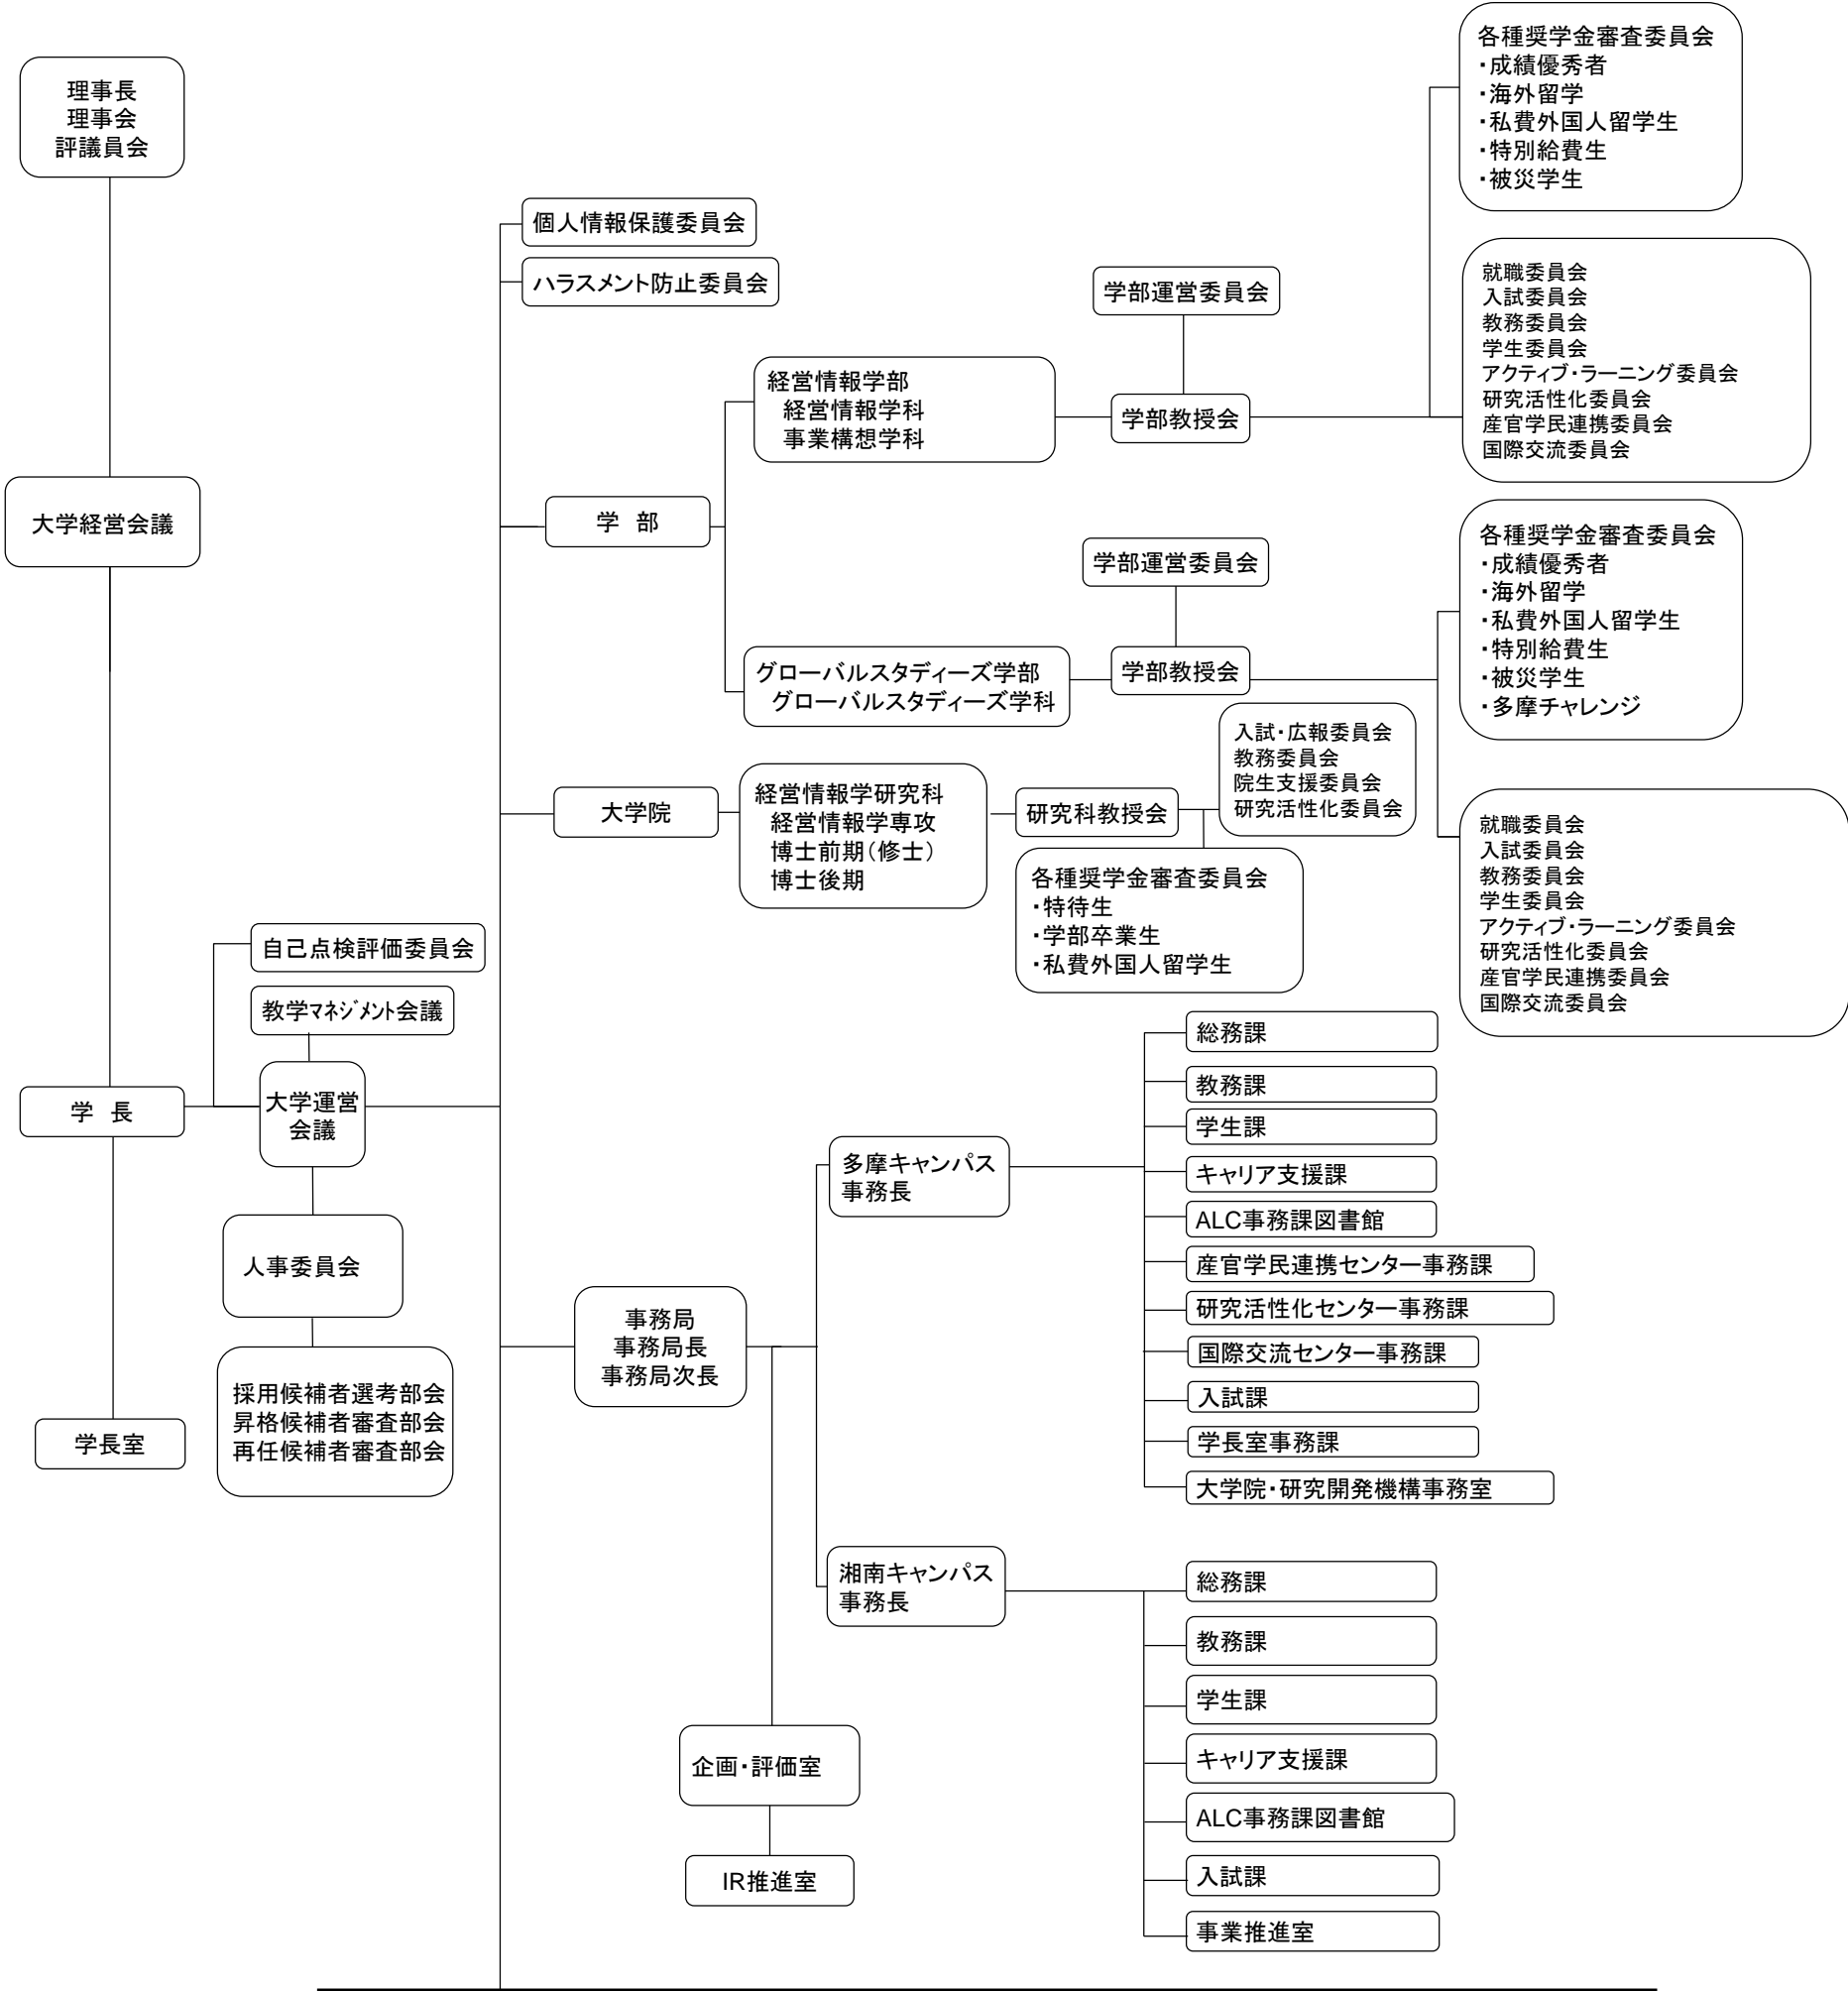 理事長
理事会
評議員会
大学経営会議
学　長
学長室
自己点検評価委員会
教学ﾏﾈｼﾞﾒﾝﾄ会議
大学運営
会議
人事委員会
採用候補者選考部会
昇格候補者審査部会
再任候補者審査部会
個人情報保護委員会
ハラスメント防止委員会
学　部
経営情報学部
経営情報学科
事業構想学科
学部運営委員会
学部教授会
各種奨学金審査委員会
・成績優秀者
・海外留学
・私費外国人留学生
・特別給費生
・被災学生
就職委員会
入試委員会
教務委員会
学生委員会
アクティブ・ラーニング委員会
研究活性化委員会
産官学民連携委員会
国際交流委員会
グローバルスタディーズ学部
グローバルスタディーズ学科
学部運営委員会
学部教授会
各種奨学金審査委員会
・成績優秀者
・海外留学
・私費外国人留学生
・特別給費生
・被災学生
・多摩チャレンジ
就職委員会
入試委員会
教務委員会
学生委員会
アクティブ・ラーニング委員会
研究活性化委員会
産官学民連携委員会
国際交流委員会
大学院
経営情報学研究科
経営情報学専攻
博士前期（修士）
博士後期
研究科教授会
入試・広報委員会
教務委員会
院生支援委員会
研究活性化委員会
各種奨学金審査委員会
・特待生
・学部卒業生
・私費外国人留学生
事務局
事務局長
事務局次長
多摩キャンパス
事務長
総務課
教務課
学生課
キャリア支援課
ALC事務課図書館
産官学民連携センター事務課
研究活性化センター事務課
国際交流センター事務課
入試課
学長室事務課
大学院・研究開発機構事務室
湘南キャンパス
事務長
総務課
教務課
学生課
キャリア支援課
ALC事務課図書館
入試課
事業推進室
企画・評価室
IR推進室